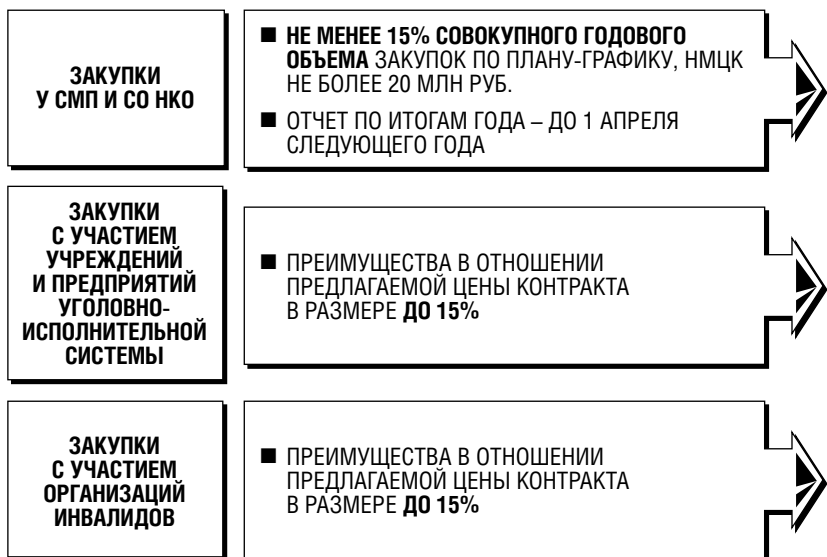 ЗАКУПКИ
У СМП И СО НКО
■ НЕ МЕНЕЕ 15% СОВОКУПНОГО ГОДОВОГО
ОБЪЕМА ЗАКУПОК ПО ПЛАНУ-ГРАФИКУ, НМЦК
НЕ БОЛЕЕ 20 МЛН РУБ.
■ ОТЧЕТ ПО ИТОГАМ ГОДА – ДО 1 АПРЕЛЯ
СЛЕДУЮЩЕГО ГОДА
ЗАКУПКИ
С УЧАСТИЕМ
УЧРЕЖДЕНИЙ
И ПРЕДПРИЯТИЙ
УГОЛОВНО-
ИСПОЛНИТЕЛЬНОЙ
СИСТЕМЫ
■ ПРЕИМУЩЕСТВА В ОТНОШЕНИИ
ПРЕДЛАГАЕМОЙ ЦЕНЫ КОНТРАКТА
В РАЗМЕРЕ ДО 15%
ЗАКУПКИ
С УЧАСТИЕМ
ОРГАНИЗАЦИЙ
ИНВАЛИДОВ
■ ПРЕИМУЩЕСТВА В ОТНОШЕНИИ
ПРЕДЛАГАЕМОЙ ЦЕНЫ КОНТРАКТА
В РАЗМЕРЕ ДО 15%